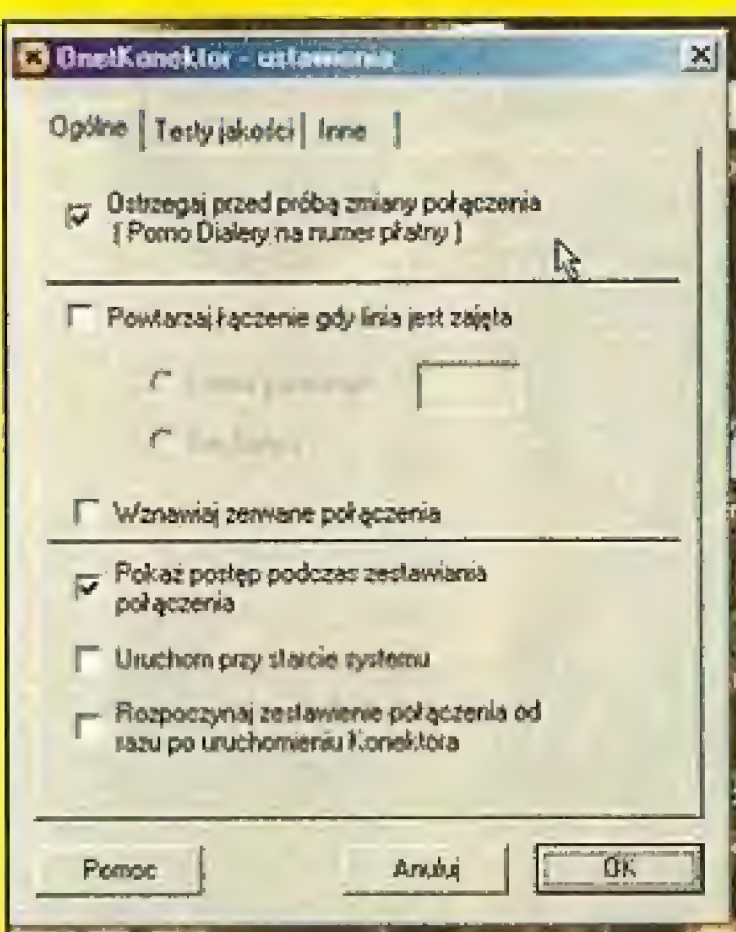 OnetKonektor - ustawienia
Ogólne | Testy jakości | Inne
Ostrzegaj przed próbą zmiany połączenia
( Porno Dialery na numer płatny )
Powtarzaj łączenie gdy linia jest zajęta
Wznawiaj zerwane połączenia
Pokaż postęp podczas zestawiania
połączenia
Uruchom przy starcie systemu
Rozpoczynaj zestawienie połączenia od
razu po uruchomieniu Konektora
Pomoc
Anuluj
OK